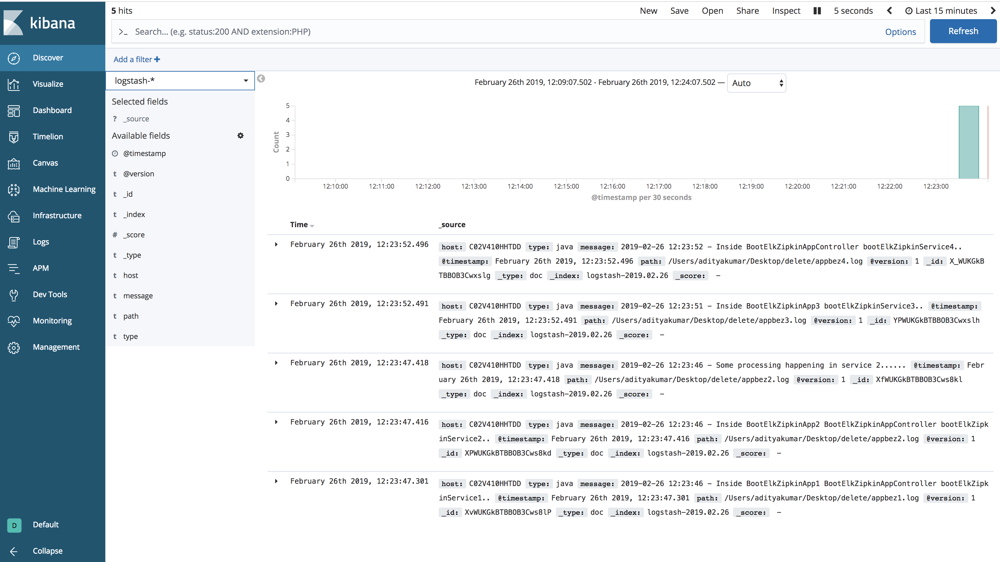 kibana
Discover
Visualize
Dashboard
Timelion
Canvas
Machine Learning
Infrastructure
Logs
APM
Dev Tools
Monitoring
Management
D Default
Collapse
5 hits
New Save Open Share Inspect 5 seconds Last 15 minutes
>_ Search... (e.g. status:200 AND extension:PHP) Options Refresh
Add a filter +
logstash-*
Selected fields
? _source
Available fields
@timestamp
t @version
t _id
t _index
# _score
t _type
t host
t message
t path
t type
February 26th 2019, 12:09:07.502 - February 26th 2019, 12:24:07.502 — Auto
Count
5
4
3
2
1
0
12:10:00 12:11:00 12:12:00 12:13:00 12:14:00 12:15:00 12:16:00 12:17:00 12:18:00 12:19:00 12:20:00 12:21:00 12:22:00 12:23:00
@timestamp per 30 seconds
Time _source
February 26th 2019, 12:23:52.496 host: C02V410HHTDD type: java message: 2019-02-26 12:23:52 - Inside BootElkZipkinAppController bootElkZipkinService4..
@timestamp: February 26th 2019, 12:23:52.496 path: /Users/adityakumar/Desktop/delete/appbez4.log @version: 1 _id: X_WUKGkB
TBBOB3Cwxslg _type: doc _index: logstash-2019.02.26 _score: -
February 26th 2019, 12:23:52.491 host: C02V410HHTDD type: java message: 2019-02-26 12:23:51 - Inside BootElkZipkinApp3 bootElkZipkinService3.. @timestamp:
February 26th 2019, 12:23:52.491 path: /Users/adityakumar/Desktop/delete/appbez3.log @version: 1 _id: YPWUKGkBTBBOB3Cwxslh
_type: doc _index: logstash-2019.02.26 _score: -
February 26th 2019, 12:23:47.418 host: C02V410HHTDD type: java message: 2019-02-26 12:23:46 - Some processing happening in service 2...... @timestamp: Febr
uary 26th 2019, 12:23:47.418 path: /Users/adityakumar/Desktop/delete/appbez2.log @version: 1 _id: XfWUKGkBTBBOB3Cws8kl
_type: doc _index: logstash-2019.02.26 _score: -
February 26th 2019, 12:23:47.416 host: C02V410HHTDD type: java message: 2019-02-26 12:23:46 - Inside BootElkZipkinApp2 BootElkZipkinAppController bootElkZipk
inService2.. @timestamp: February 26th 2019, 12:23:47.416 path: /Users/adityakumar/Desktop/delete/appbez2.log @version: 1
_id: XPWUKGkBTBBOB3Cws8kd _type: doc _index: logstash-2019.02.26 _score: -
February 26th 2019, 12:23:47.301 host: C02V410HHTDD type: java message: 2019-02-26 12:23:46 - Inside BootElkZipkinApp1 BootElkZipkinAppController bootElkZipk
inService1.. @timestamp: February 26th 2019, 12:23:47.301 path: /Users/adityakumar/Desktop/delete/appbez1.log @version: 1
_id: XvWUKGkBTBBOB3Cws8lP _type: doc _index: logstash-2019.02.26 _score: -